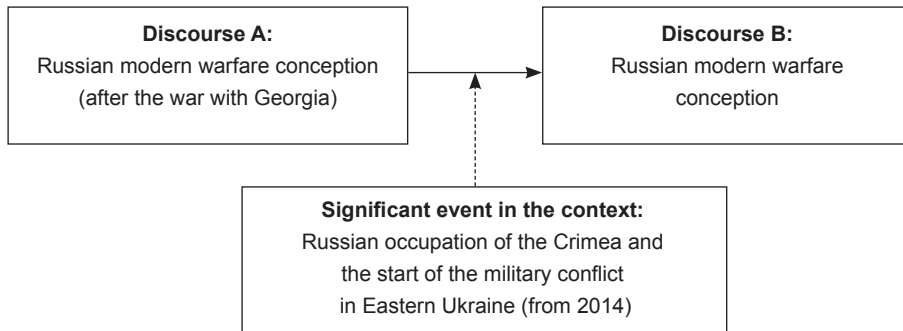 Discourse A:
Russian modern warfare conception
(after the war with Georgia)
Discourse B:
Russian modern warfare
conception
Significant event in the context:
Russian occupation of the Crimea and
the start of the military conflict
in Eastern Ukraine (from 2014)